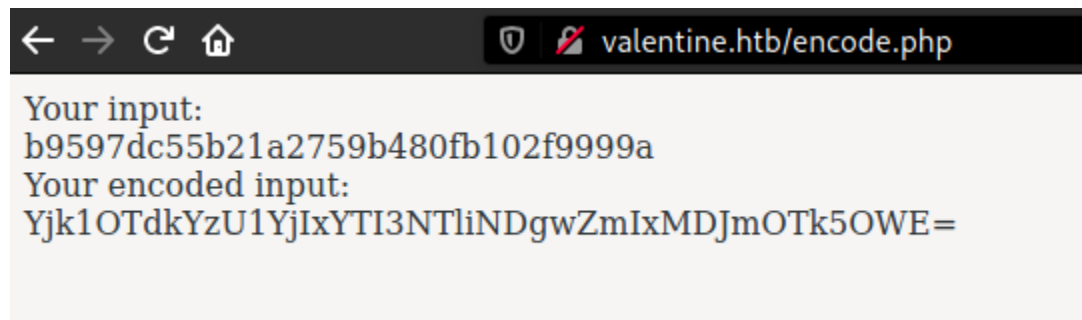 valentine.htb/encode.php
Your input:
b9597dc55b21a2759b480fb102f9999a
Your encoded input:
Yjk1OTdkYzU1YjIxYTI3NTliNDgwZmIxMDJmOTk5OWE=